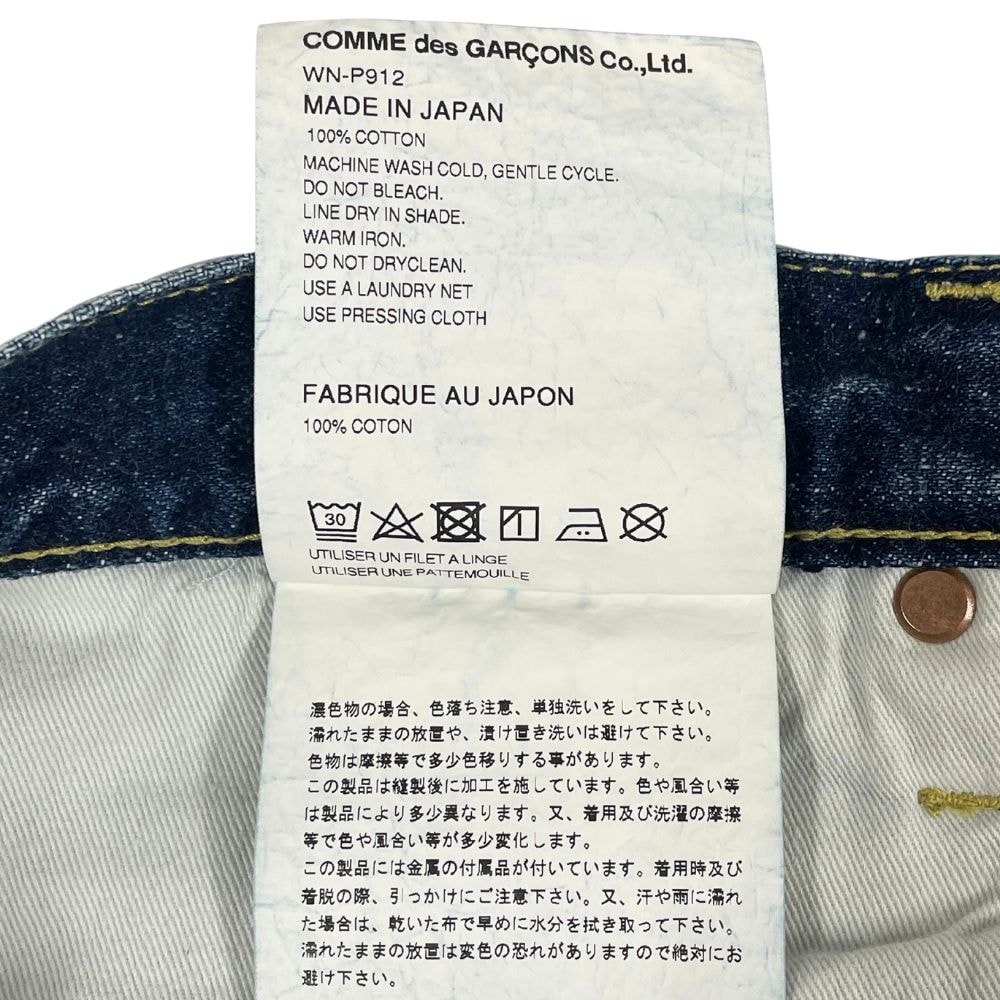 COMME des GARÇONS Co.,Ltd.
WN-P912
MADE IN JAPAN
100% COTTON
MACHINE WASH COLD, GENTLE CYCLE.
DO NOT BLEACH.
LINE DRY IN SHADE.
WARM IRON.
DO NOT DRYCLEAN.
USE A LAUNDRY NET
USE PRESSING CLOTH
FABRIQUE AU JAPON
100% COTON
30
UTILISER UN FILET A LINGE
UTILISER UNE PATTEMOUILLE
濃色物の場合、色落ち注意、単独洗いをして下さい。
濡れたままの放置や、漬け置き洗いは避けて下さい。
色物は摩擦等で多少色移りする事があります。
この製品は縫製後に加工を施しています。色や風合い等
は製品により多少異なります。又、着用及び洗濯の摩擦
等で色や風合い等が多少変化します。
この製品には金属の付属品が付いています。着用時及び
着脱の際、引っかけにご注意下さい。又、汗や雨に濡れ
た場合は、乾いた布で早めに水分を拭き取って下さい。
濡れたままの放置は変色の恐れがありますので絶対にお
避け下さい。